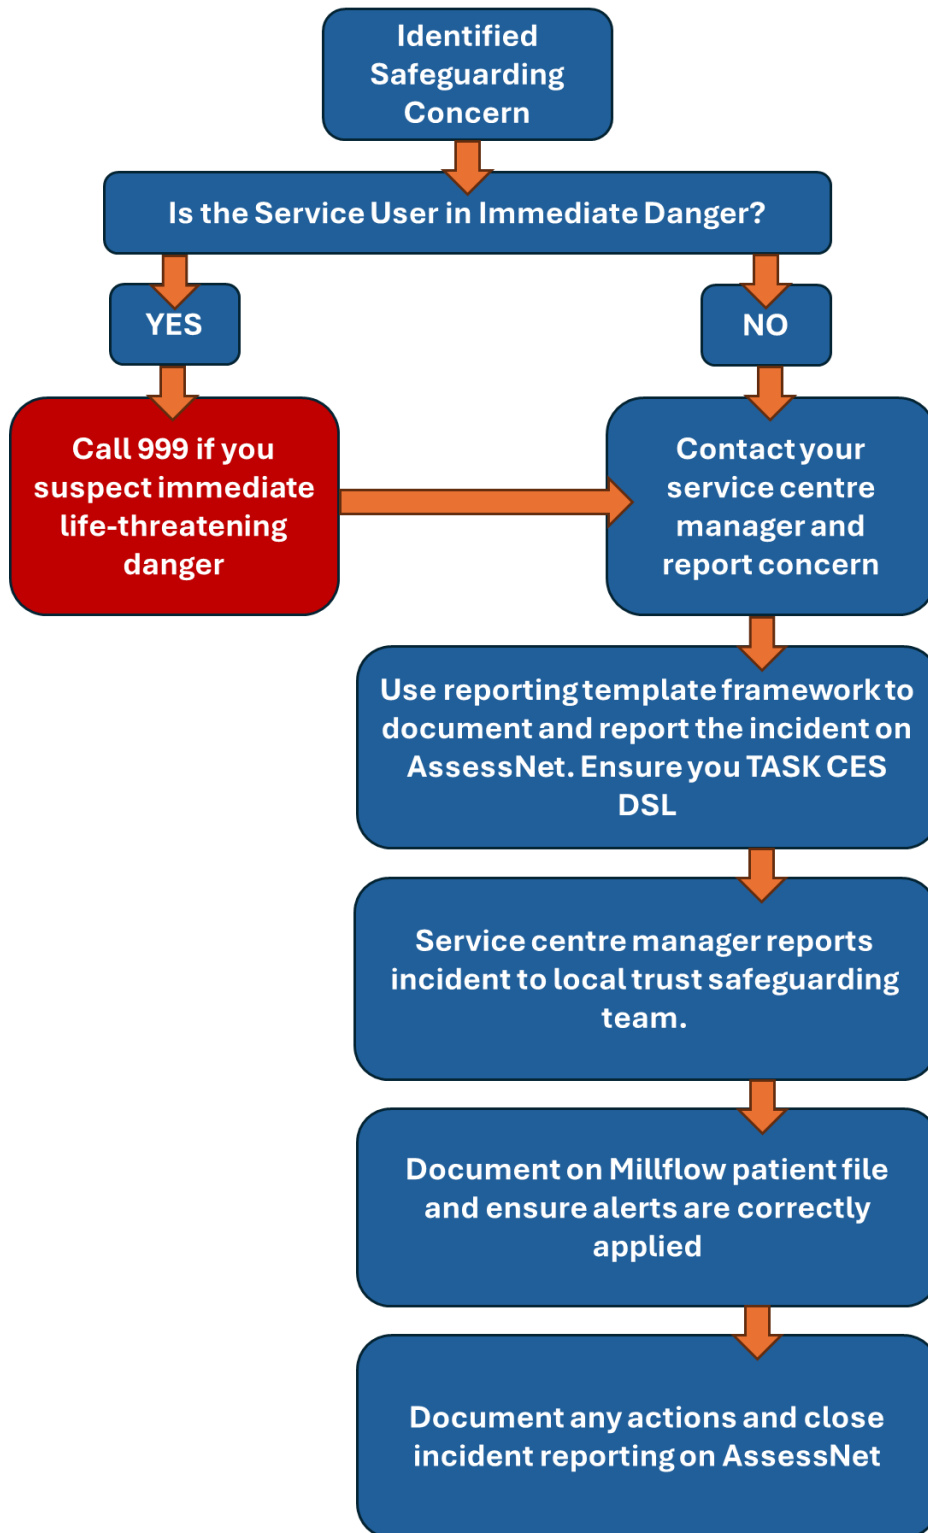 Identified
Safeguarding
Concern
Is the Service User in Immediate Danger?
YES
NO
Call 999 if you
suspect immediate
life-threatening
danger
Contact your
service centre
manager and
report concern
Use reporting template framework to
document and report the incident on
AssessNet. Ensure you TASK CES
DSL
Service centre manager reports
incident to local trust safeguarding
team.
Document on Millflow patient file
and ensure alerts are correctly
applied
Document any actions and close
incident reporting on AssessNet